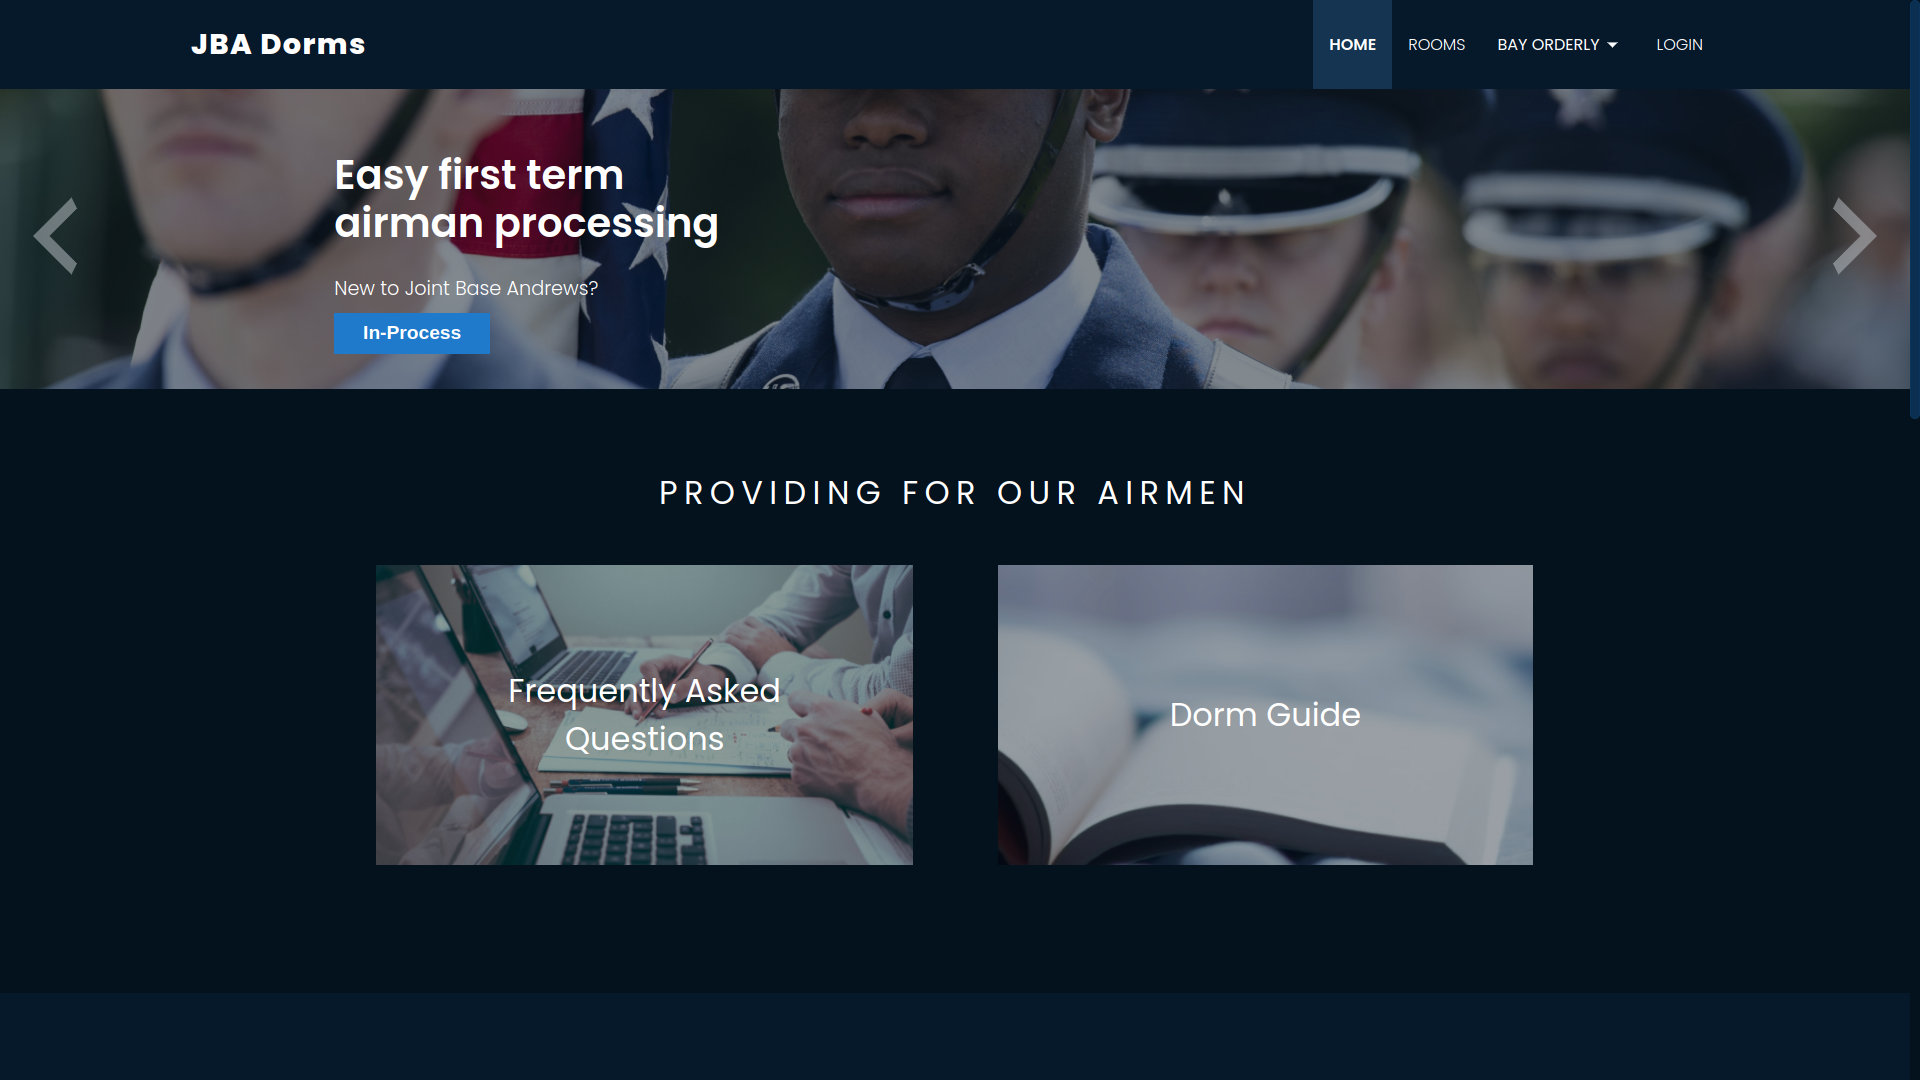 JBA Dorms
HOME
ROOMS
BAY ORDERLY
LOGIN
Easy first term
airman processing
New to Joint Base Andrews?
In-Process
PROVIDING FOR OUR AIRMEN
Frequently Asked
Questions
Dorm Guide